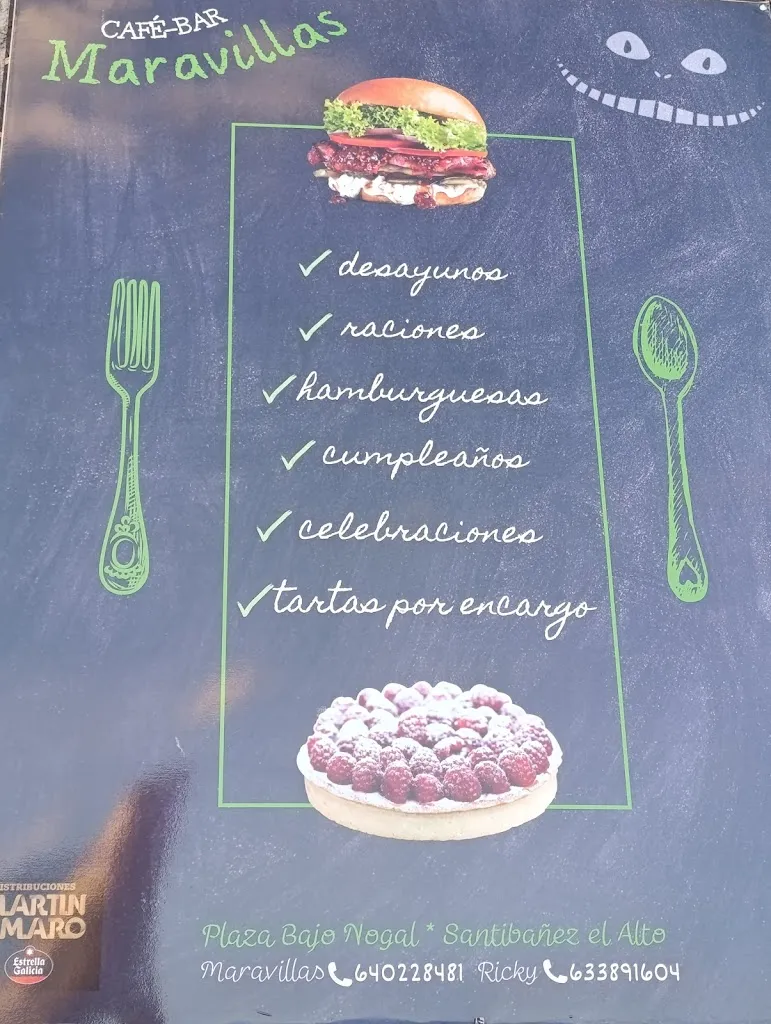 CAFÉ-BAR
Maravillas
desayunos
raciones
hamburguesas
cumpleaños
celebraciones
tartas por encargo
DISTRIBUCIONES
MARTIN
MARO
Estrella
Galicia
Plaza Bajo Nogal * Santibañez el Alto
Maravillas 640228481 Ricky 633891604